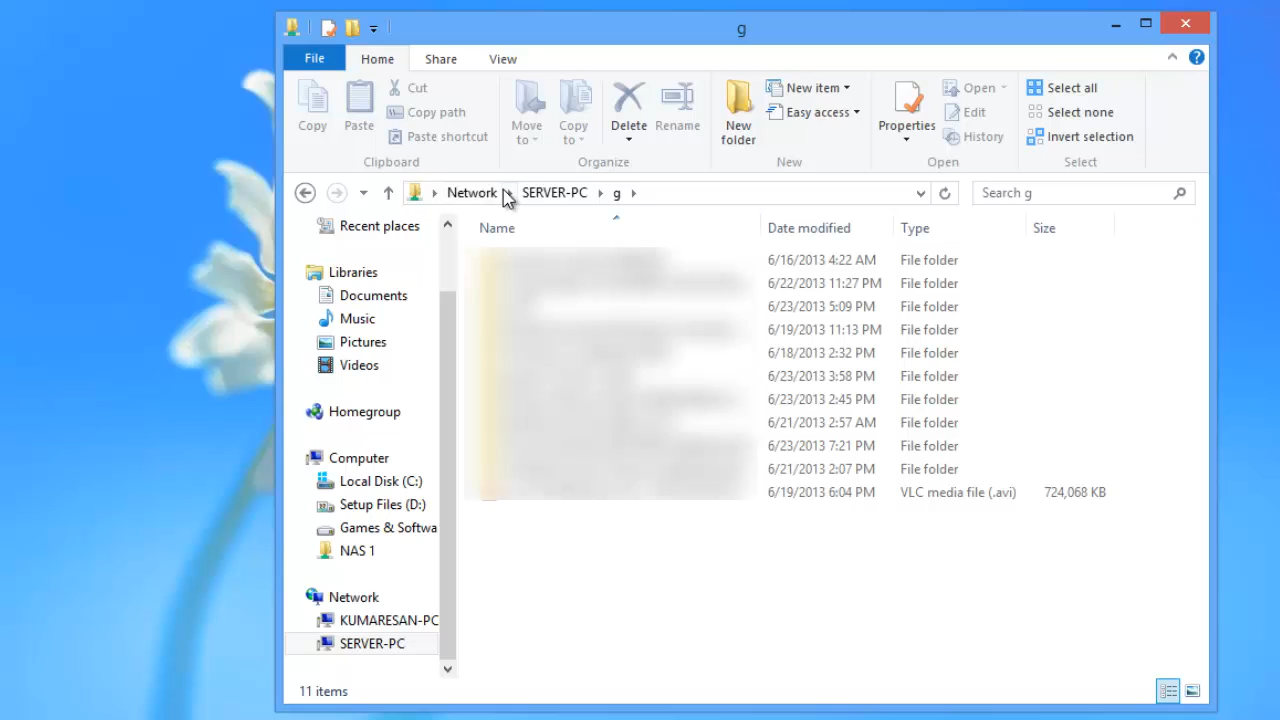 g
File Home Share View
Copy Paste Cut Copy path Paste shortcut Move to Copy to Delete Rename New folder New item Easy access Properties Open Edit History Select all Select none Invert selection
Clipboard Organize New Open Select
Network SERVER-PC g Search g
Recent places
Libraries
Documents
Music
Pictures
Videos
Homegroup
Computer
Local Disk (C:)
Setup Files (D:)
Games & Softwa
NAS 1
Network
KUMARESAN-PC
SERVER-PC
Name Date modified Type Size
6/16/2013 4:22 AM File folder
6/22/2013 11:27 PM File folder
6/23/2013 5:09 PM File folder
6/19/2013 11:13 PM File folder
6/18/2013 2:32 PM File folder
6/23/2013 3:58 PM File folder
6/23/2013 2:45 PM File folder
6/21/2013 2:57 AM File folder
6/23/2013 7:21 PM File folder
6/21/2013 2:07 PM File folder
6/19/2013 6:04 PM VLC media file (.avi) 724,068 KB
11 items